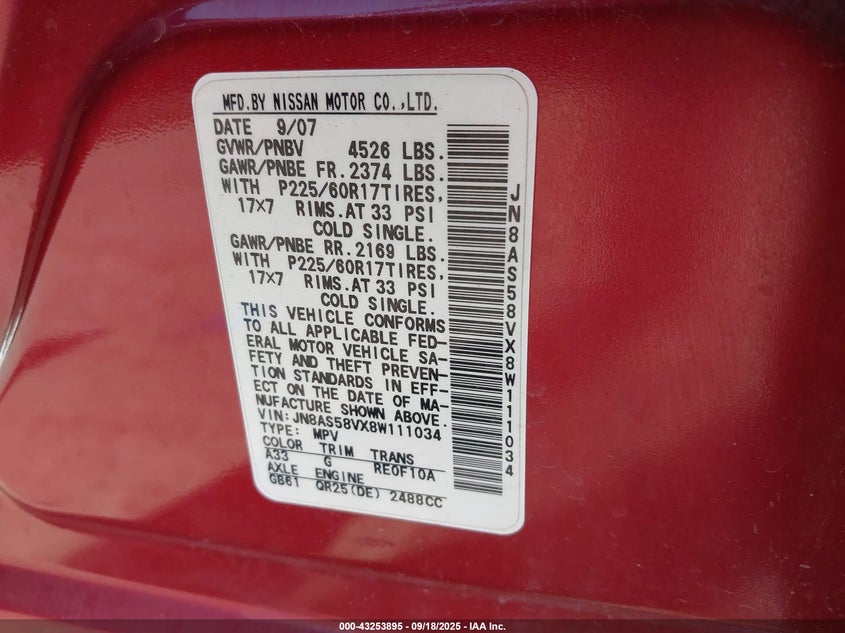 MFD.BY NISSAN MOTOR CO.,LTD.
DATE 9/07
GVWR/PNBV 4526 LBS.
GAWR/PNBE FR. 2374 LBS.
WITH P225/60R17TIRES,
17X7 RIMS.AT 33 PSI
COLD SINGLE.
GAWR/PNBE RR. 2169 LBS.
WITH P225/60R17TIRES,
17X7 RIMS.AT 33 PSI
COLD SINGLE.
THIS VEHICLE CONFORMS
TO ALL APPLICABLE FED-
ERAL MOTOR VEHICLE SA-
FETY AND THEFT PREVEN-
TION STANDARDS IN EFF-
ECT ON THE DATE OF MA-
NUFACTURE SHOWN ABOVE.
VIN:JN8AS58VX8W111034
TYPE: MPV
COLOR TRIM TRANS
A33 G RE0F10A
AXLE ENGINE
GB61 QR25(DE) 2488CC
JN8AS58VX8W111034
000-43253895 - 09/18/2025 - IAA Inc.